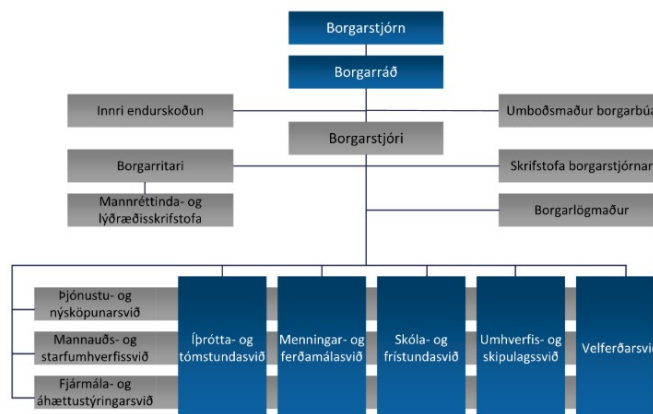 Borgarstjórn
Borgarráð
Innri endurskoðun
Umboðsmaður borgarbúa
Borgarstjóri
Borgarritari
Skrifstofa borgarstjórnar
Mannréttinda- og
lýðræðisskrifstofa
Borgarlögmaður
Þjónustu- og
nýsköpunarsvið
Mannauðs- og
starfumhverfissvið
Fjármála- og
áhættustýringarsvið
Íþrótta- og
tómstundasvið
Menningar- og
ferðamálasvið
Skóla- og
frístundasvið
Umhverfis- og
skipulagssvið
Velferðarsvið